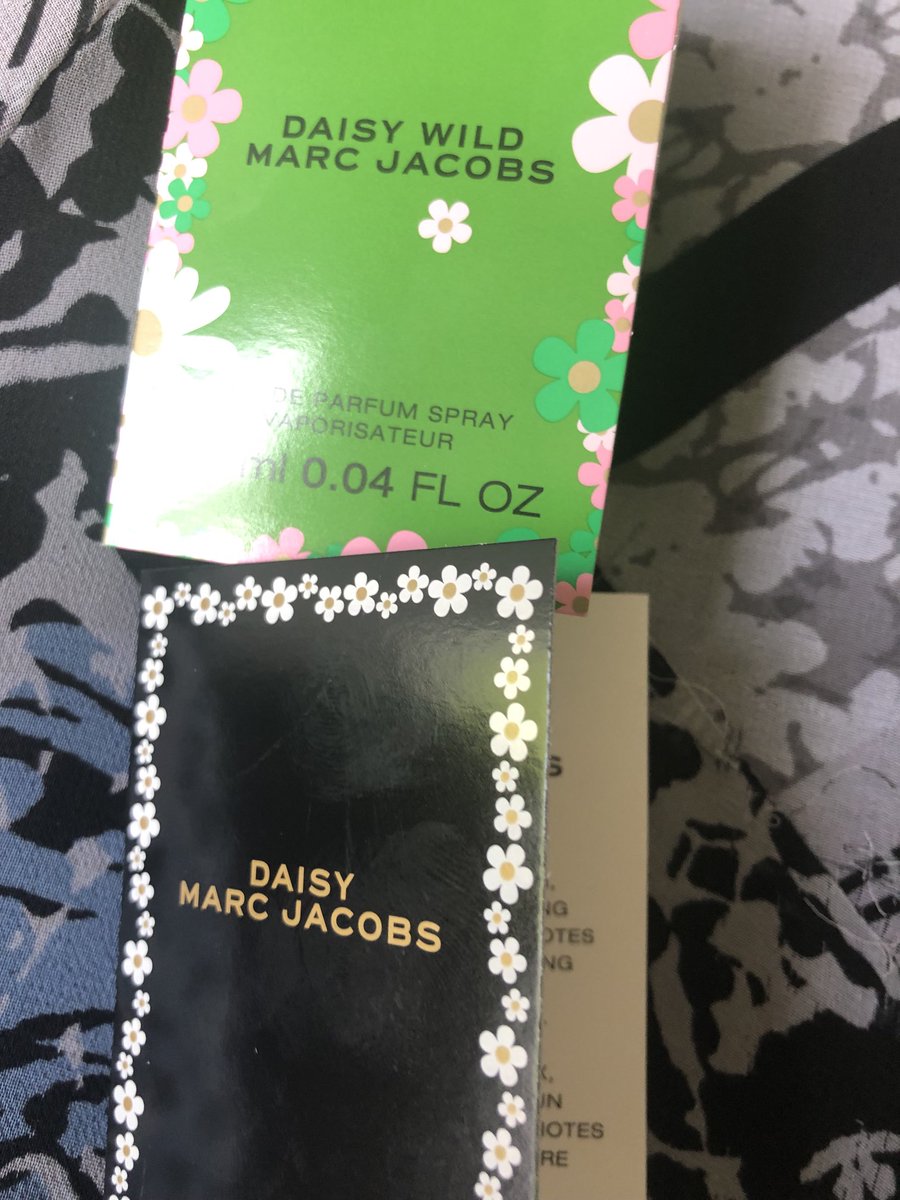 DAISY WILD
MARC JACOBS
DE PARFUM SPRAY
VAPORISATEUR
ml 0.04 FL OZ
DAISY
MARC JACOBS